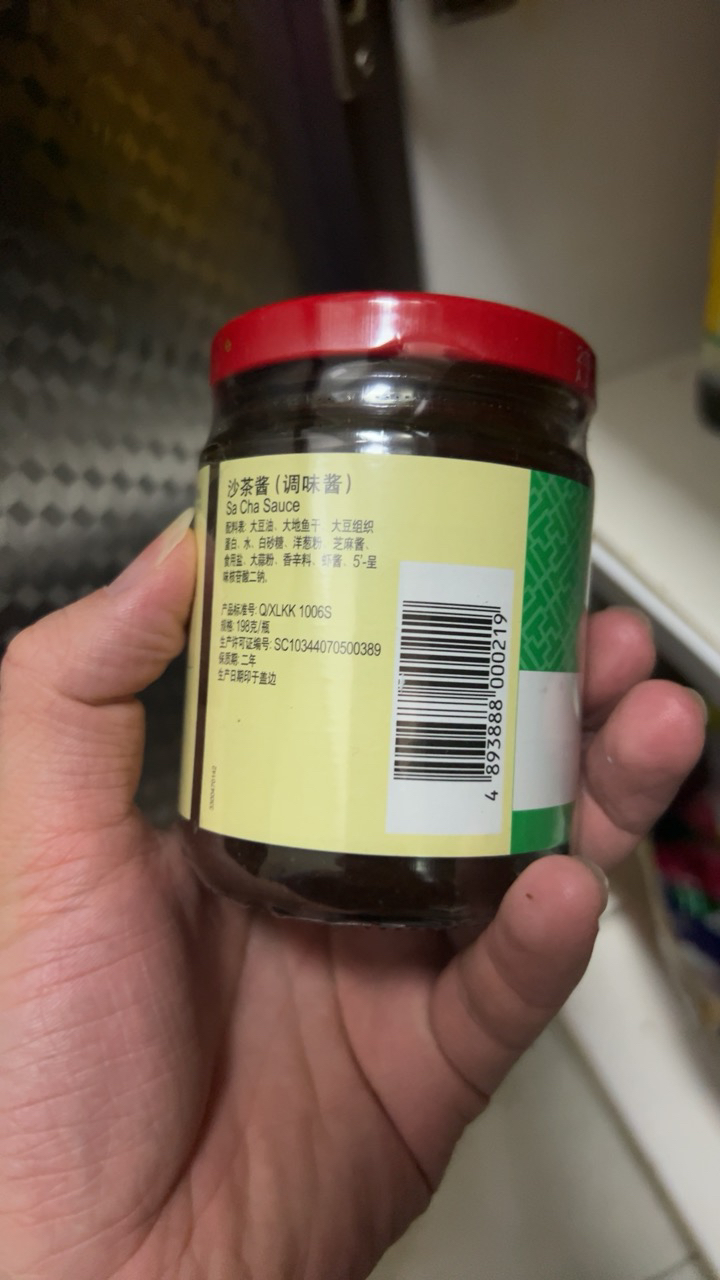 沙茶酱(调味酱)
Sa Cha Sauce
配料表: 大豆油、大地鱼干、大豆组织
蛋白、水、白砂糖、洋葱粉、芝麻酱、
食用盐、大蒜粉、香辛料、虾酱、5'-呈
味核苷酸二钠。
产品标准号: Q/XLKK 1006S
规格: 198克/瓶
生产许可证编号: SC10344070500389
保质期: 二年
生产日期印于盖边
4 893888 000219